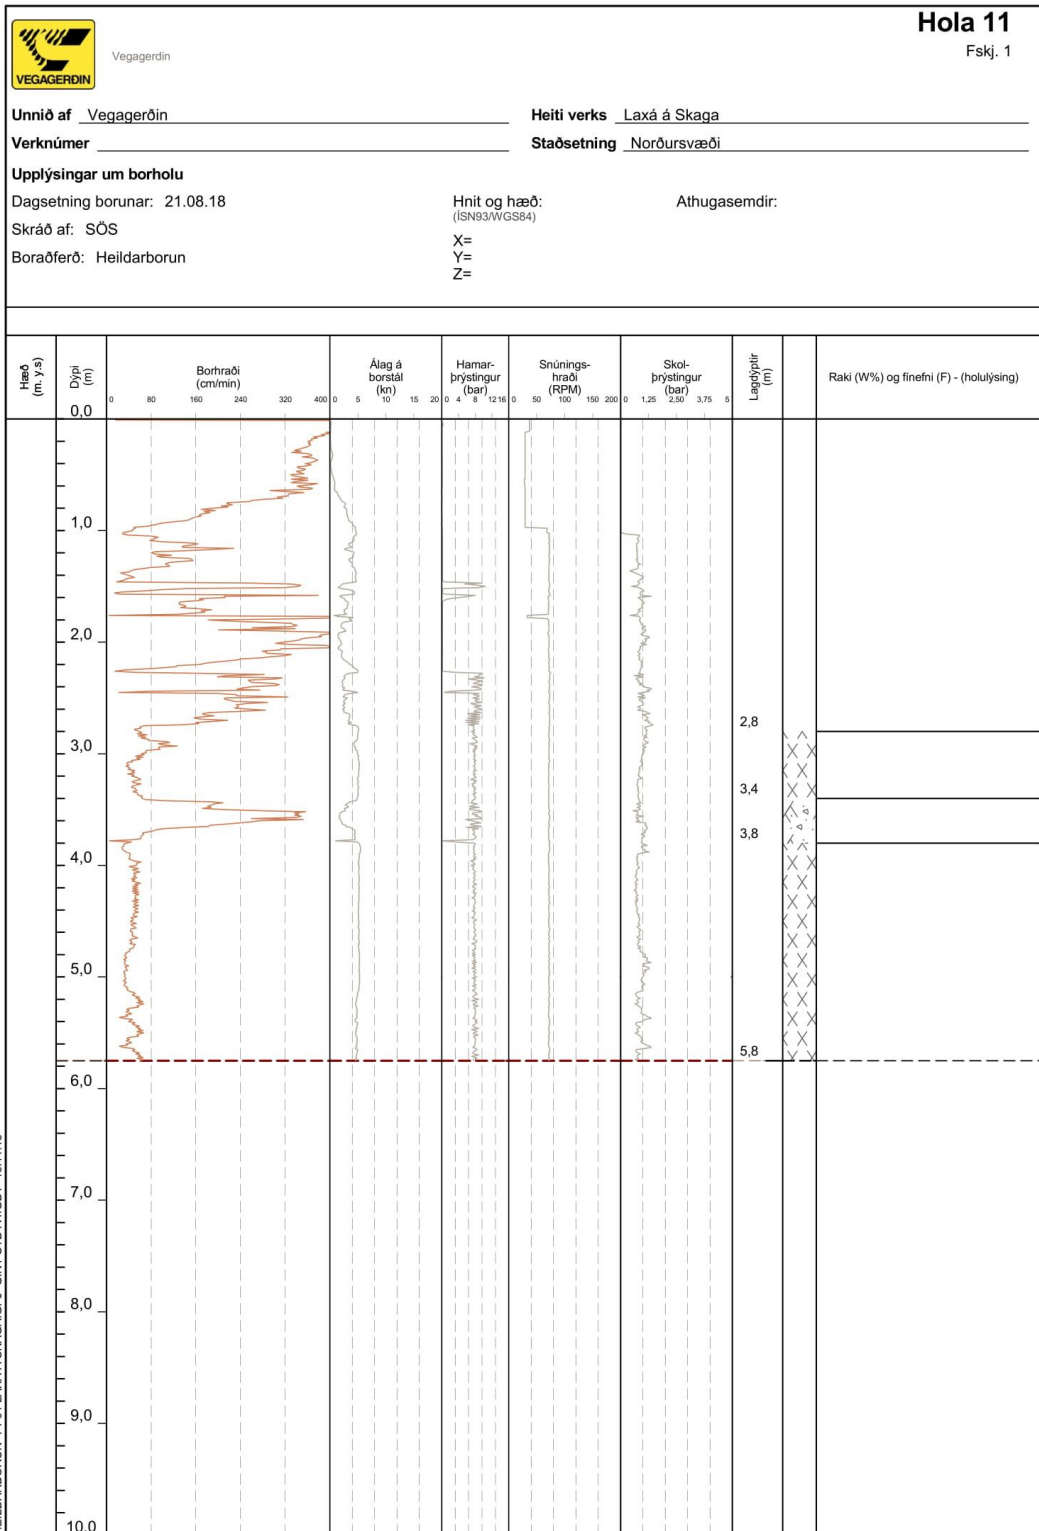 Hola 11
Fskj. 1
VEGAGERÐIN
Vegagerdin
Unnið af Vegagerðin
Heiti verks Laxá á Skaga
Verknúmer
Staðsetning Norðursvæði
Upplýsingar um borholu
Dagsetning borunar: 21.08.18
Hnit og hæð:
Athugasemdir:
(ÍSN93/WGS84)
Skráð af: SÖS
X=
Boraðferð: Heildarborun
Y=
Z=
Hæð
(m. y.s)
Dýpi
(m)
Borhraði
(cm/min)
Álag á
borstál
(kn)
Hamar-
þrýstingur
(bar)
Snúnings-
hraði
(RPM)
Skol-
þrýstingur
(bar)
Lagdýptir
(m)
Raki (W%) og fínefni (F) - (holulýsing)
0 80 160 240 320 400
0 5 10 15 20
0 4 8 12 16
0 50 100 150 200
0 1,25 2,50 3,75 5
0,0
1,0
2,0
2,8
3,0
3,4
3,8
4,0
5,0
5,8
6,0
7,0
8,0
9,0
10,0